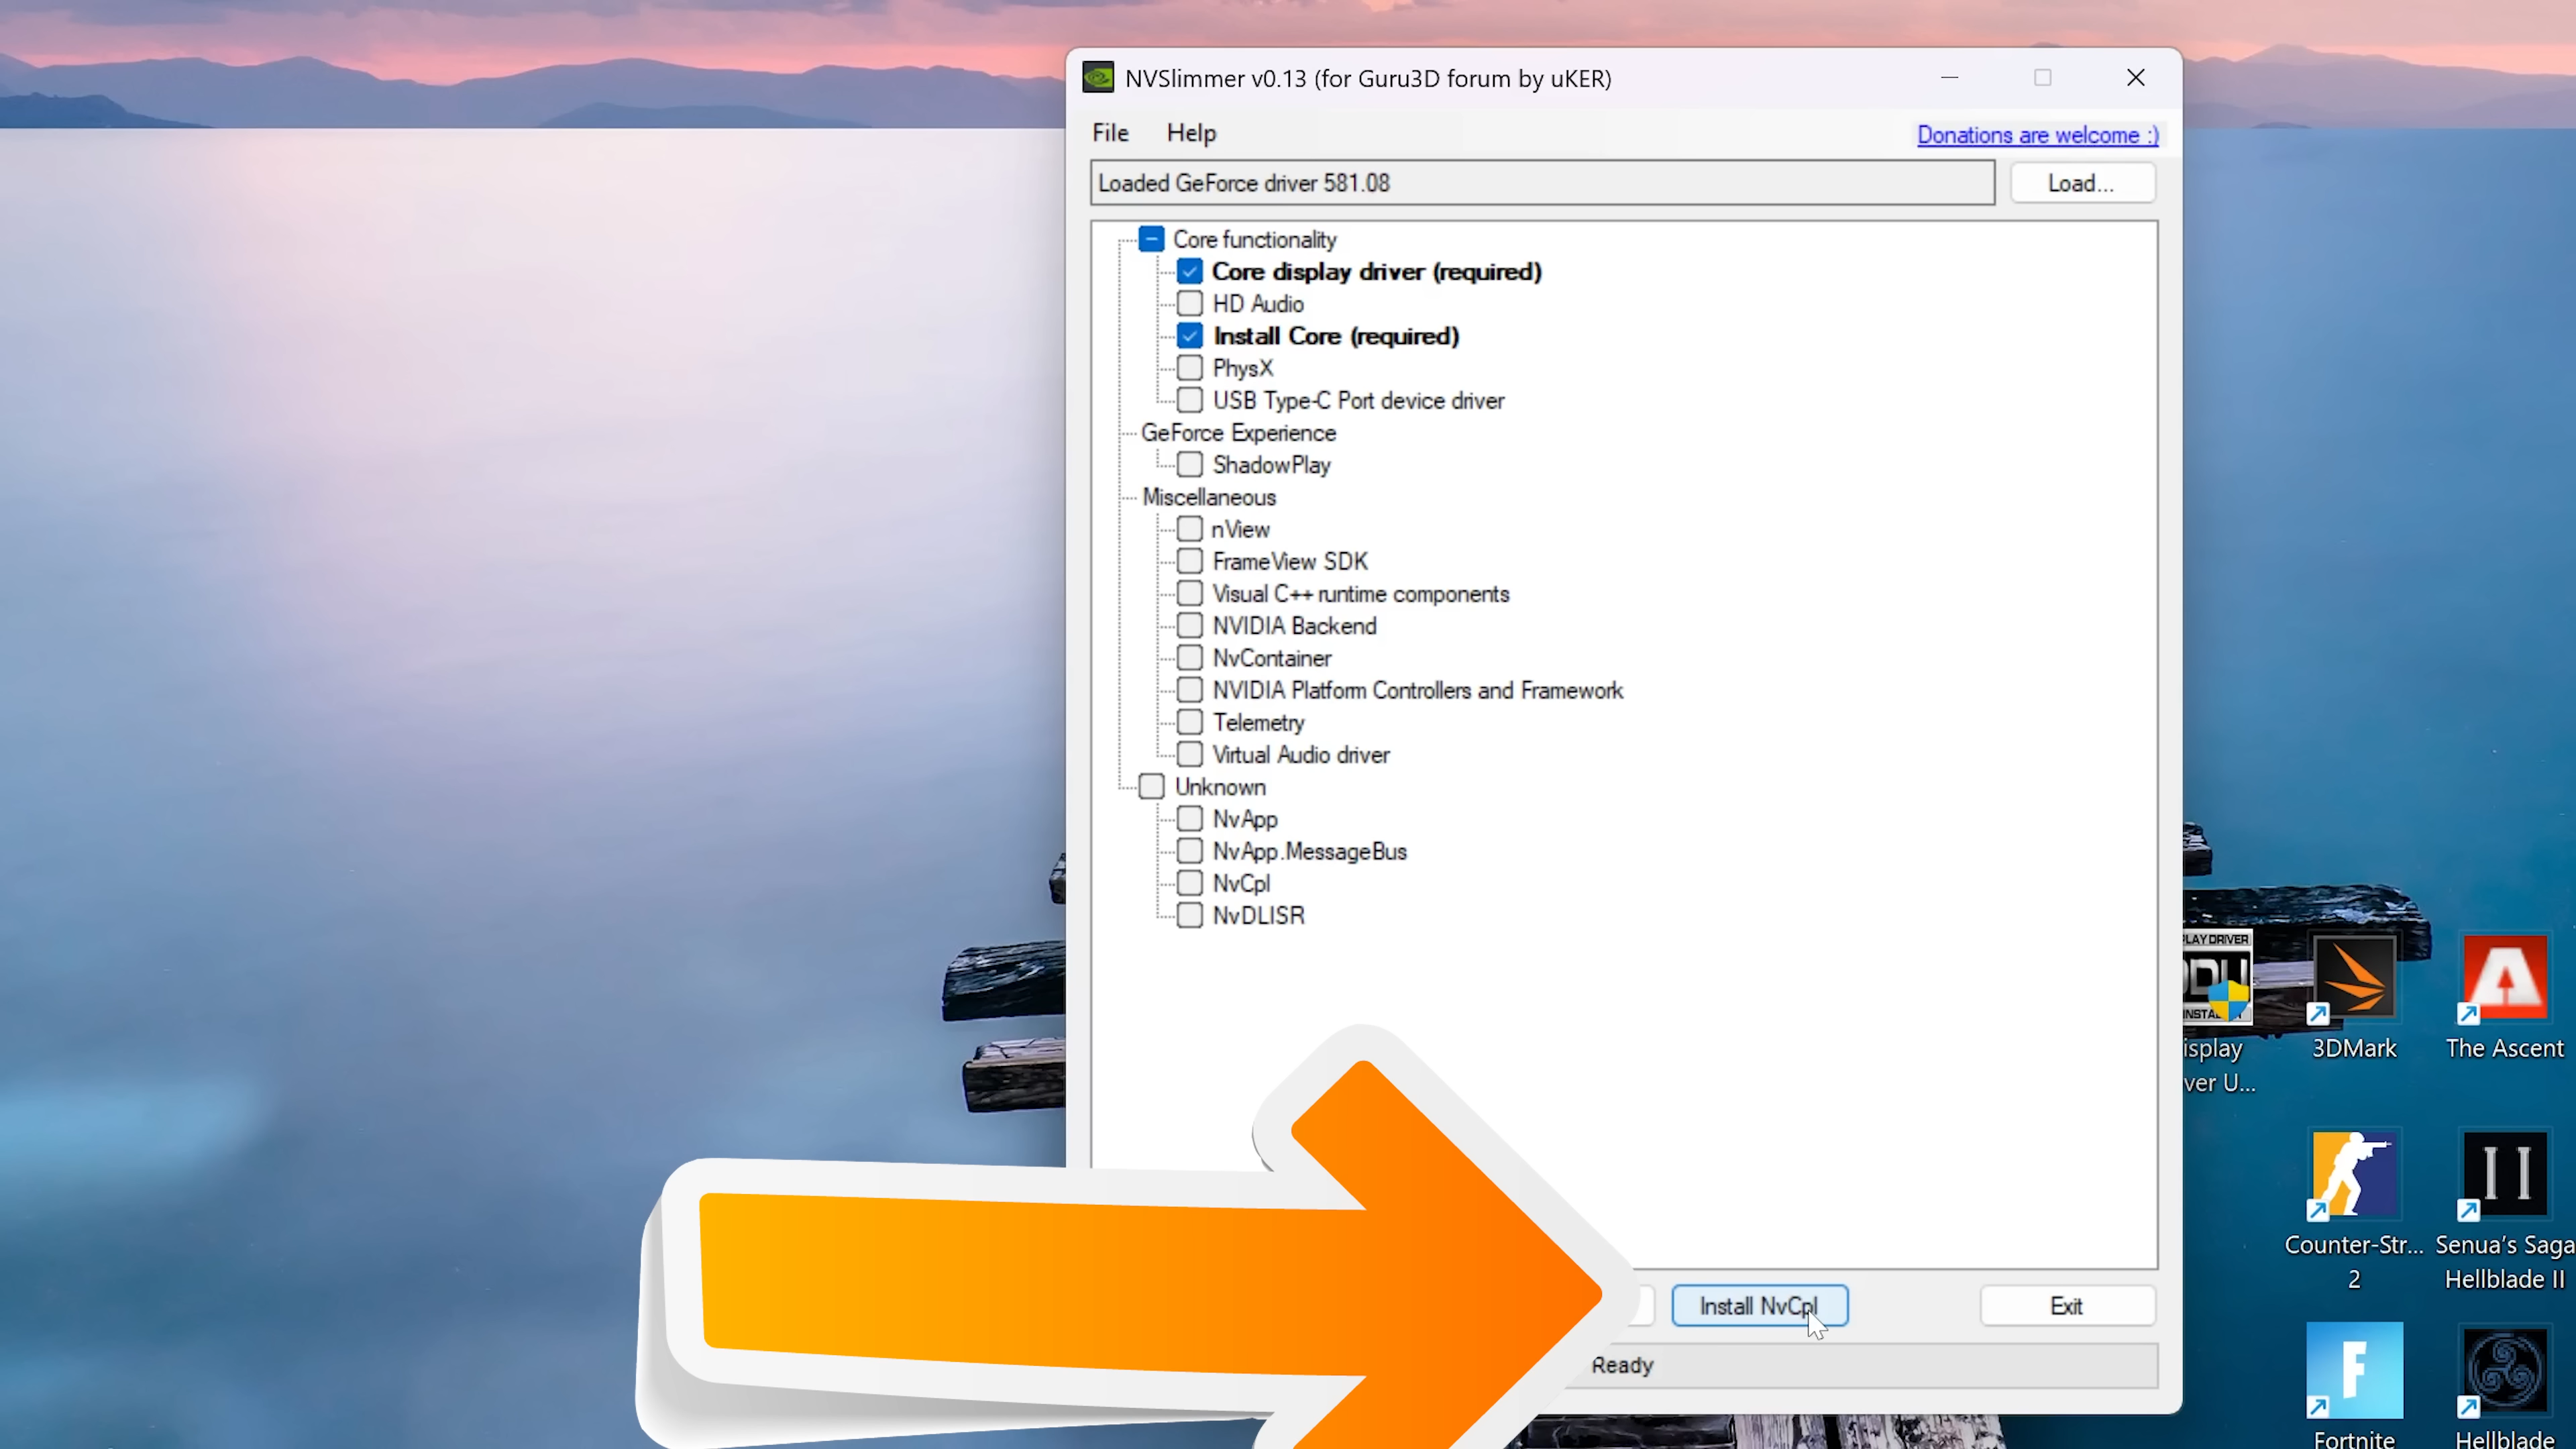 NVSlimmer v0.13 (for Guru3D forum by uKER)
File Help Donations are welcome :)
Loaded GeForce driver 581.08 Load...
Core functionality
Core display driver (required)
HD Audio
Install Core (required)
PhysX
USB Type-C Port device driver
GeForce Experience
ShadowPlay
Miscellaneous
nView
FrameView SDK
Visual C++ runtime components
NVIDIA Backend
NvContainer
NVIDIA Platform Controllers and Framework
Telemetry
Virtual Audio driver
Unknown
NvApp
NvApp.MessageBus
NvCpl
NvDLISR
Install NvCpl Exit
Ready
PLAY DRIVER
DU
INSTAL
isplay
ver U...
3DMark
The Ascent
Counter-Str...
2
Senua's Saga
Hellblade II
Fortnite
Hellblade